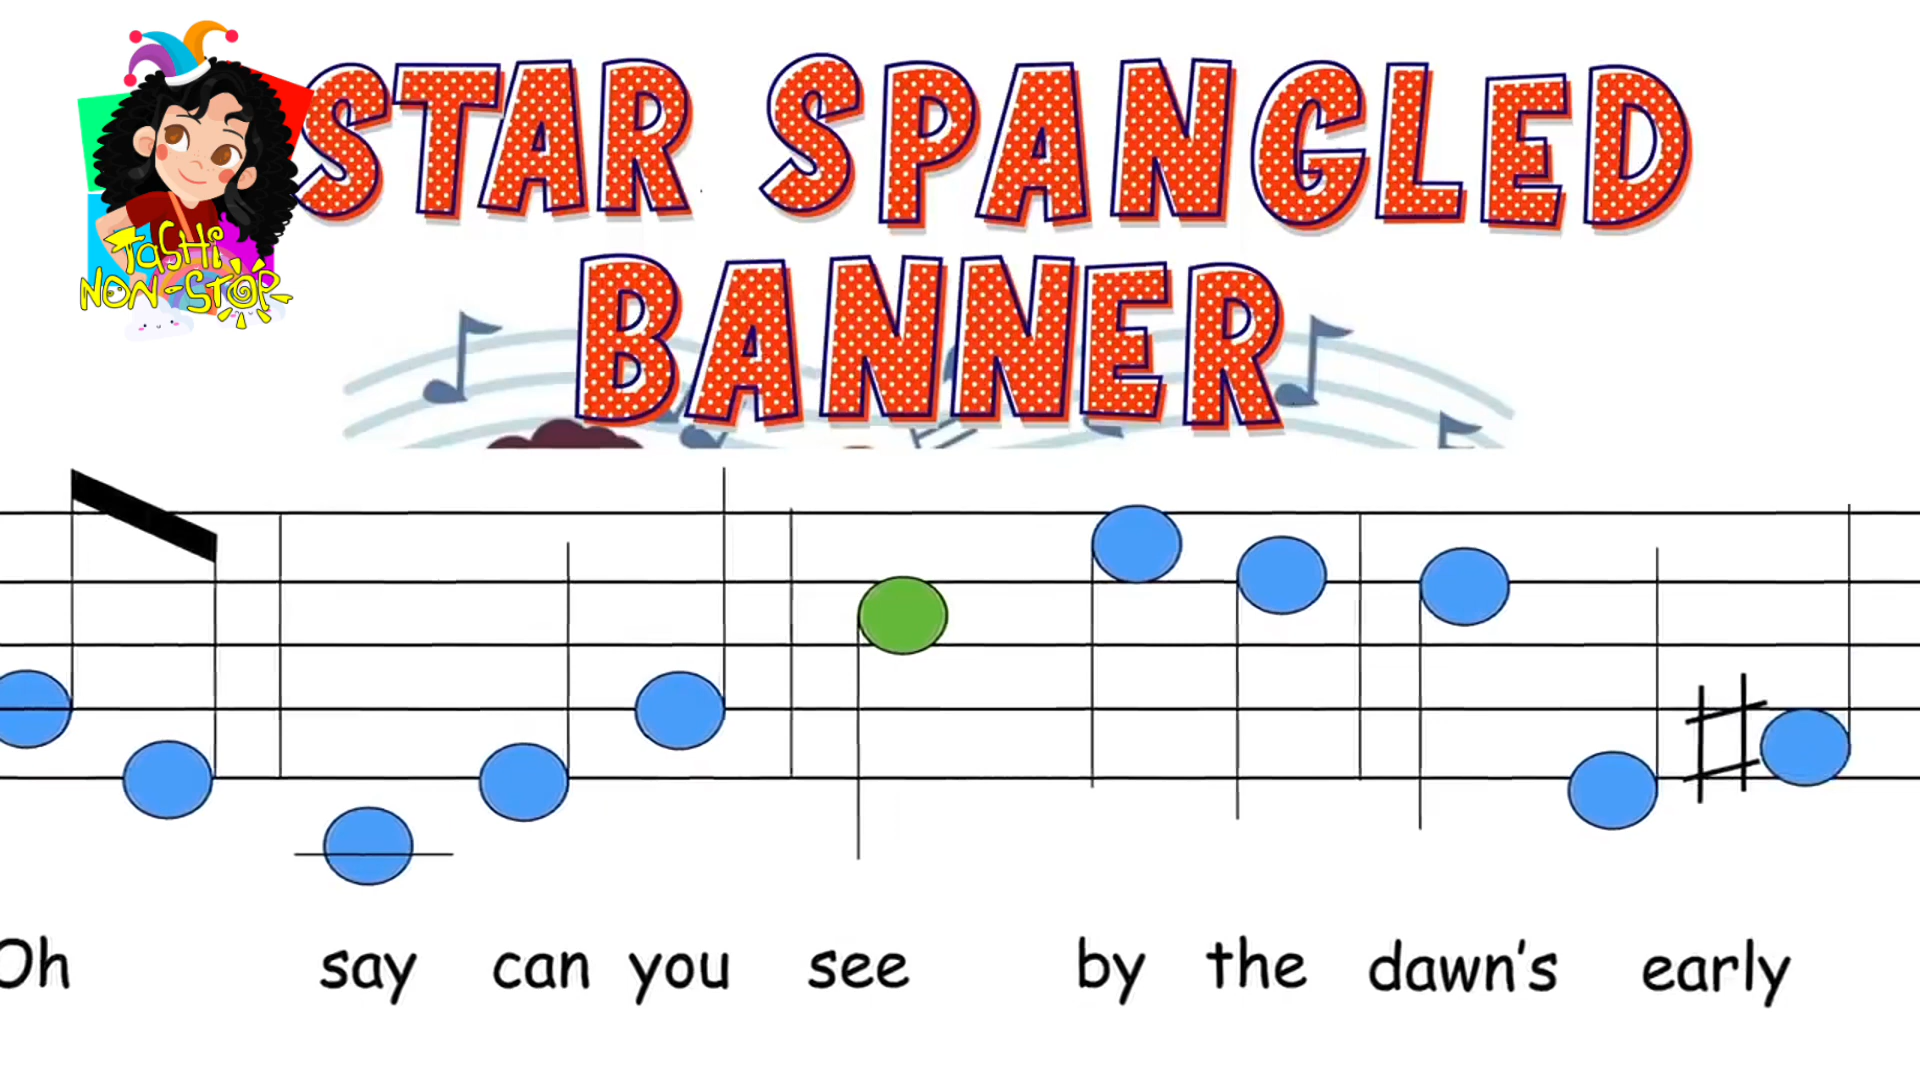 TaSHi
NON-STOP
STAR SPANGLED
BANNER
Oh say can you see by the dawn's early